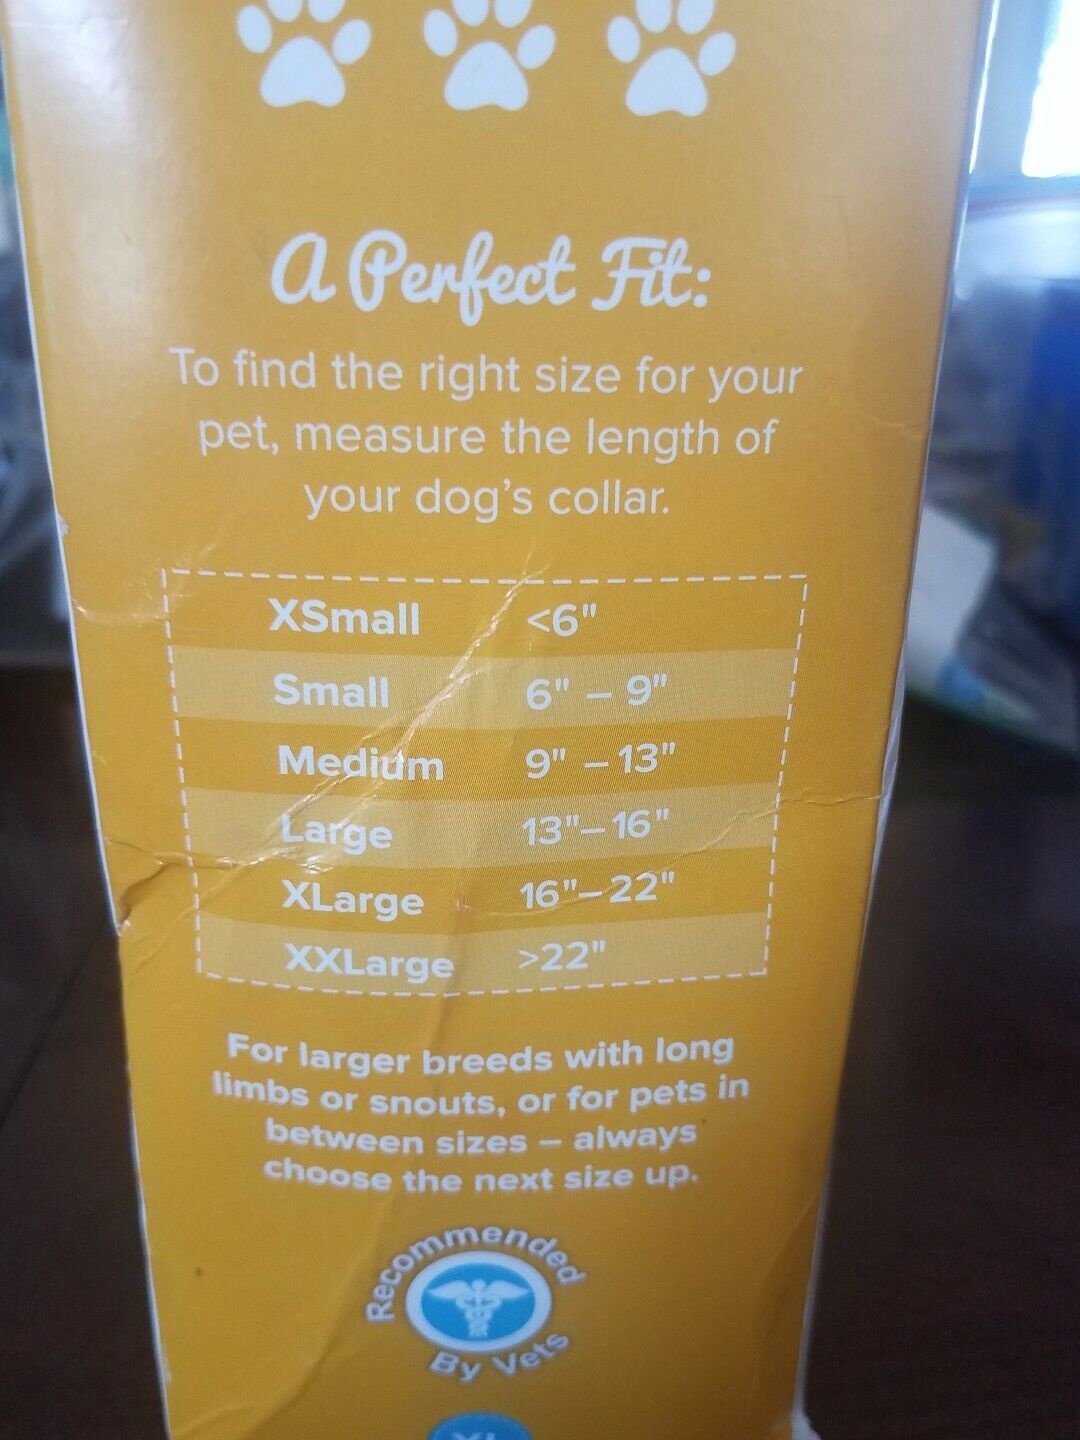 A Perfect Fit:
To find the right size for your
pet, measure the length of
your dog's collar.
XSmall <6"
Small 6" – 9"
Medium 9" – 13"
Large 13"– 16"
XLarge 16"– 22"
XXLarge >22"
For larger breeds with long
limbs or snouts, or for pets in
between sizes – always
choose the next size up.
Recommended
By Vets